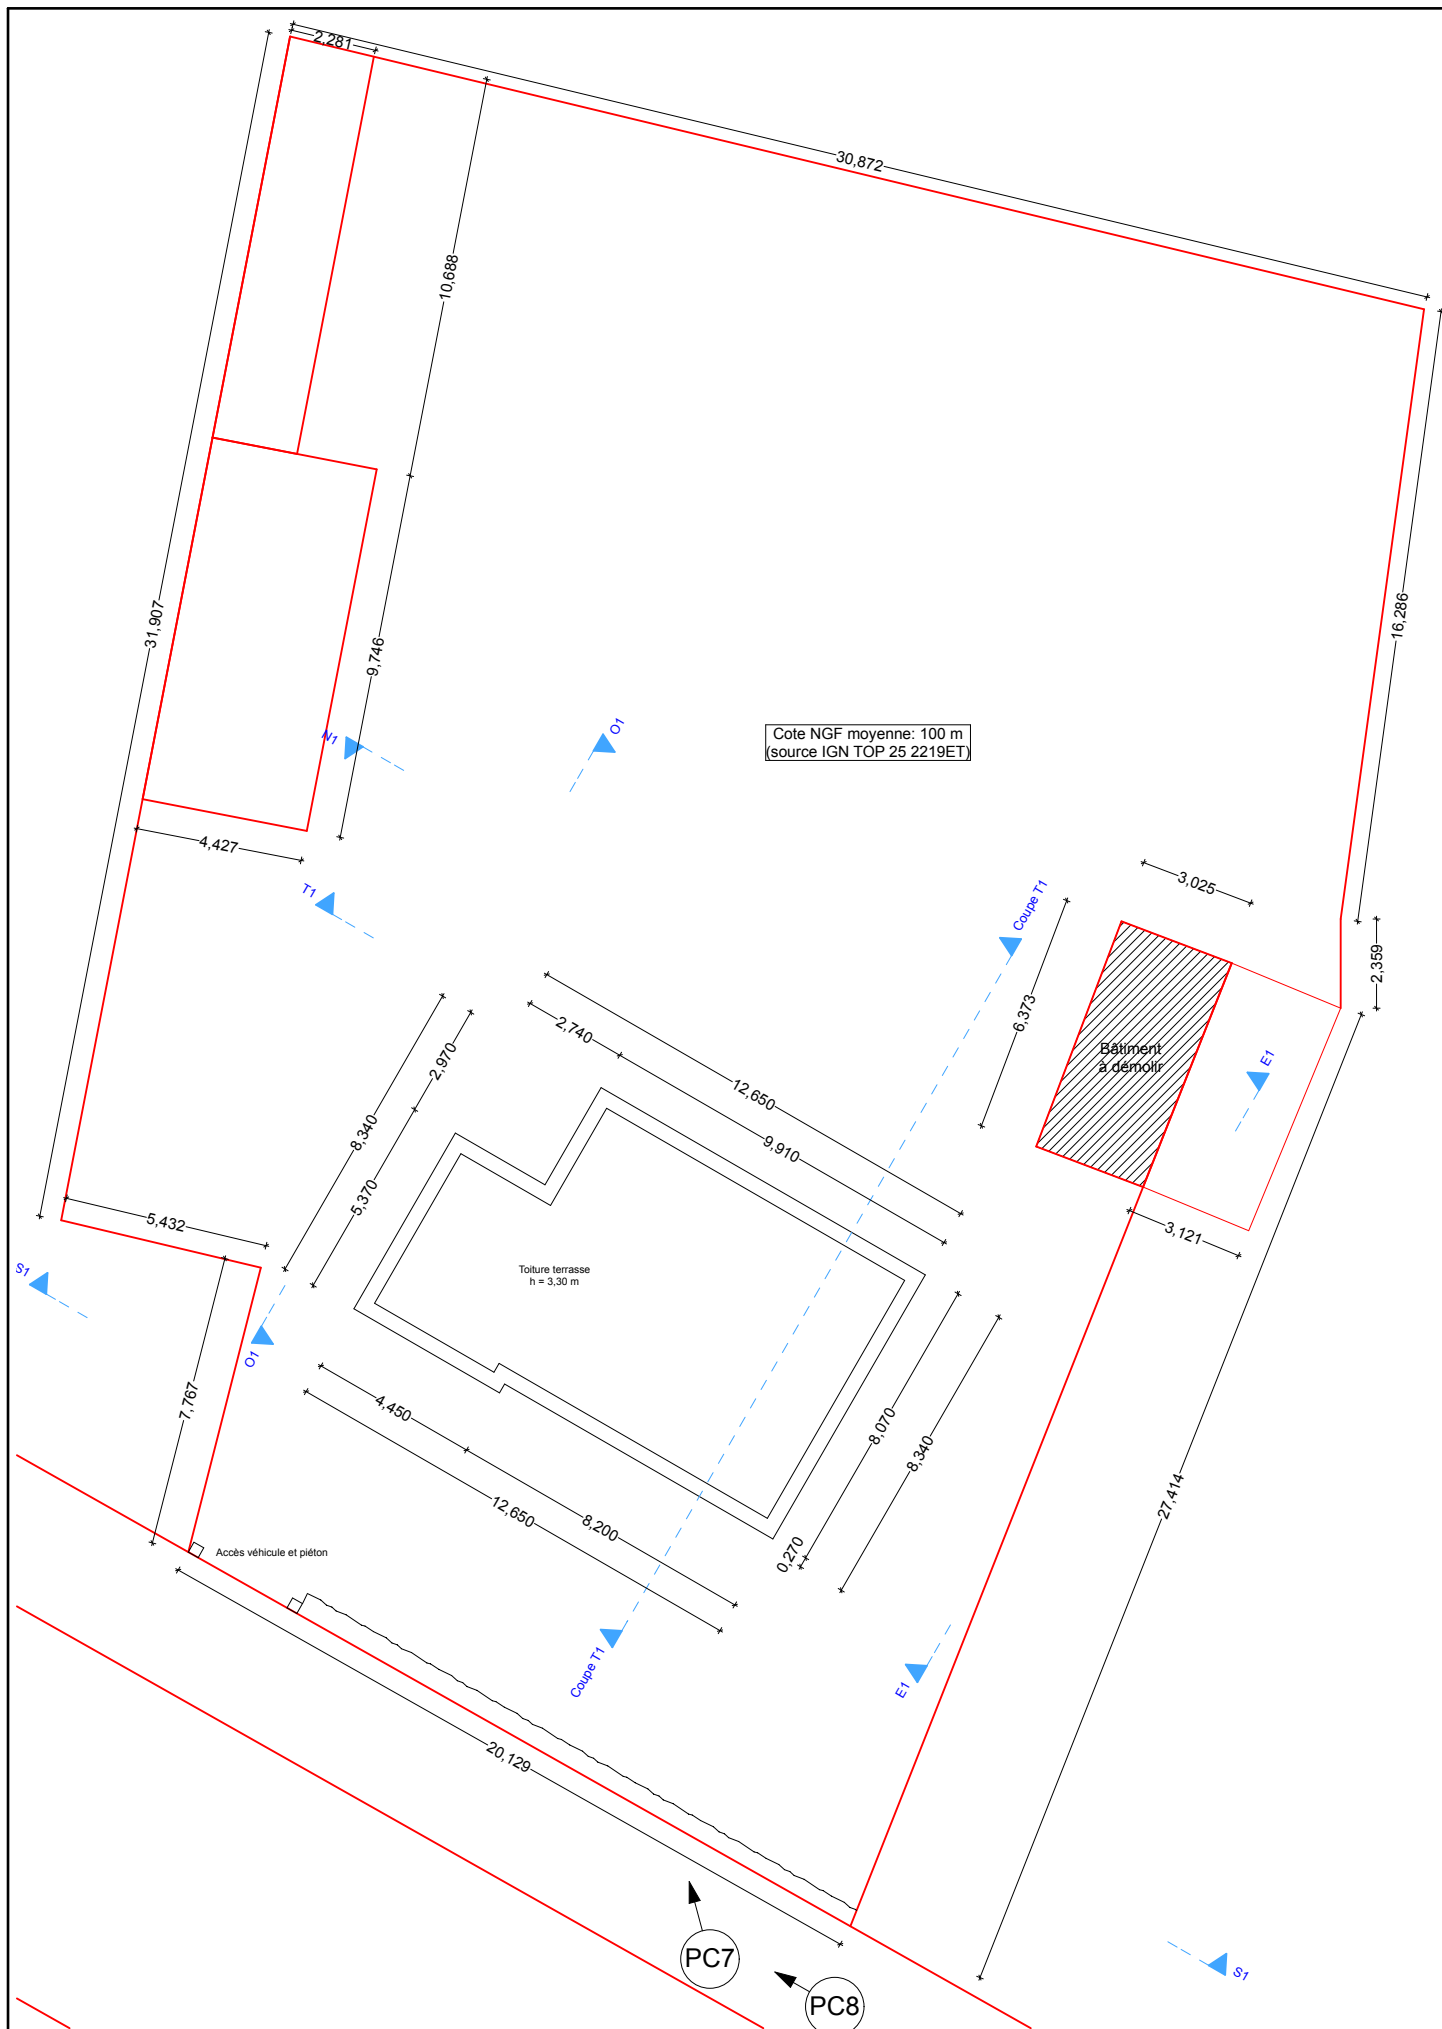 2,281
30,872
10,688
16,286
31,907
9,746
N1
O1
Cote NGF moyenne: 100 m
(source IGN TOP 25 2219ET)
4,427
T1
3,025
Coupe T1
2,359
6,373
2,740
2,970
12,650
Bâtiment
à démolir
E1
8,340
9,910
5,370
5,432
3,121
S1
Toiture terrasse
h = 3,30 m
O1
7,767
4,450
8,070
8,340
12,650
8,200
27,414
0,270
Accès véhicule et piéton
Coupe T1
E1
20,129
PC7
S1
PC8